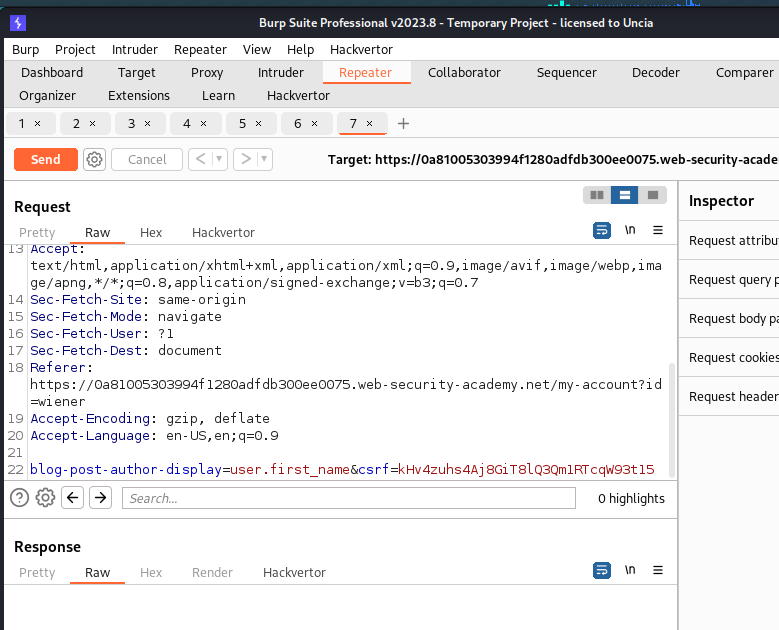 Burp Suite Professional v2023.8 - Temporary Project - licensed to Uncia
Burp Project Intruder Repeater View Help Hackvertor
Dashboard Target Proxy Intruder Repeater Collaborator Sequencer Decoder Comparer
Organizer Extensions Learn Hackvertor
1 × 2 × 3 × 4 × 5 × 6 × 7 × +
Send Cancel < > Target: https://0a81005303994f1280adfdb300ee0075.web-security-acade
Request
Inspector
Pretty Raw Hex Hackvertor \n
Request attribu
Request query p
Request body pa
Request cookies
Request header
13 Accept:
text/html,application/xhtml+xml,application/xml;q=0.9,image/avif,image/webp,ima
ge/apng,*/*;q=0.8,application/signed-exchange;v=b3;q=0.7
14 Sec-Fetch-Site: same-origin
15 Sec-Fetch-Mode: navigate
16 Sec-Fetch-User: ?1
17 Sec-Fetch-Dest: document
18 Referer:
https://0a81005303994f1280adfdb300ee0075.web-security-academy.net/my-account?id
=wiener
19 Accept-Encoding: gzip, deflate
20 Accept-Language: en-US,en;q=0.9
21
22 blog-post-author-display=user.first_name&csrf=kHv4zuhs4Aj8GiT8lQ3Qm1RTcqW93t15
? Search... 0 highlights
Response
Pretty Raw Hex Render Hackvertor \n